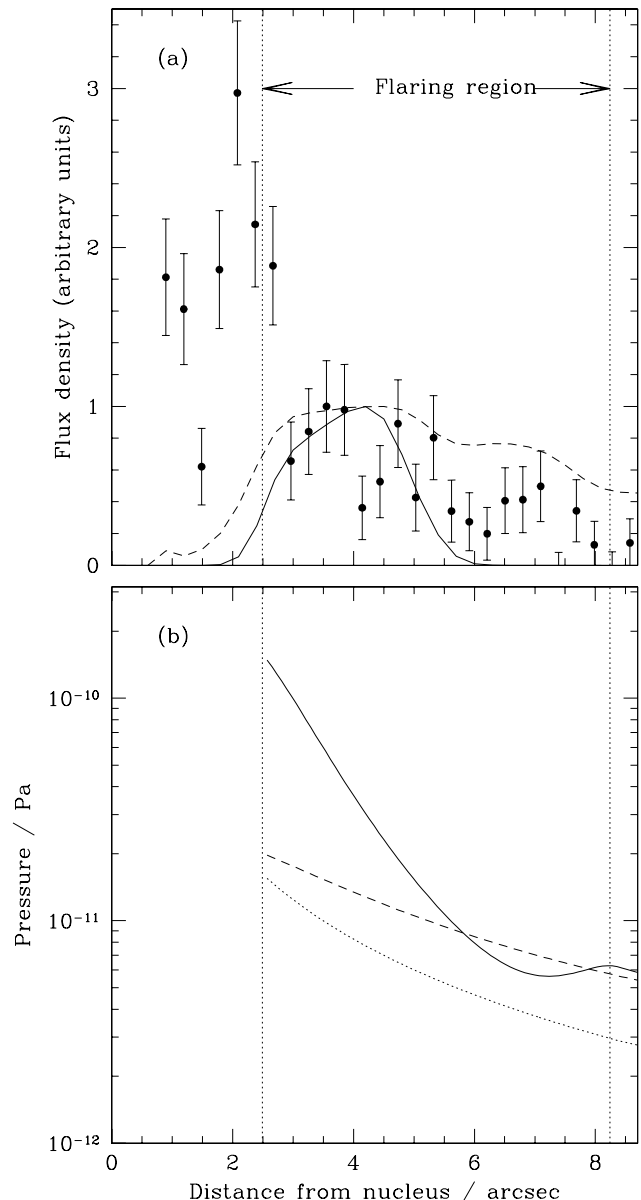 (a)
Flaring region
3
2
1
0
Flux density (arbitrary units)
(b)
10⁻¹⁰
10⁻¹¹
10⁻¹²
Pressure / Pa
0 2 4 6 8
Distance from nucleus / arcsec